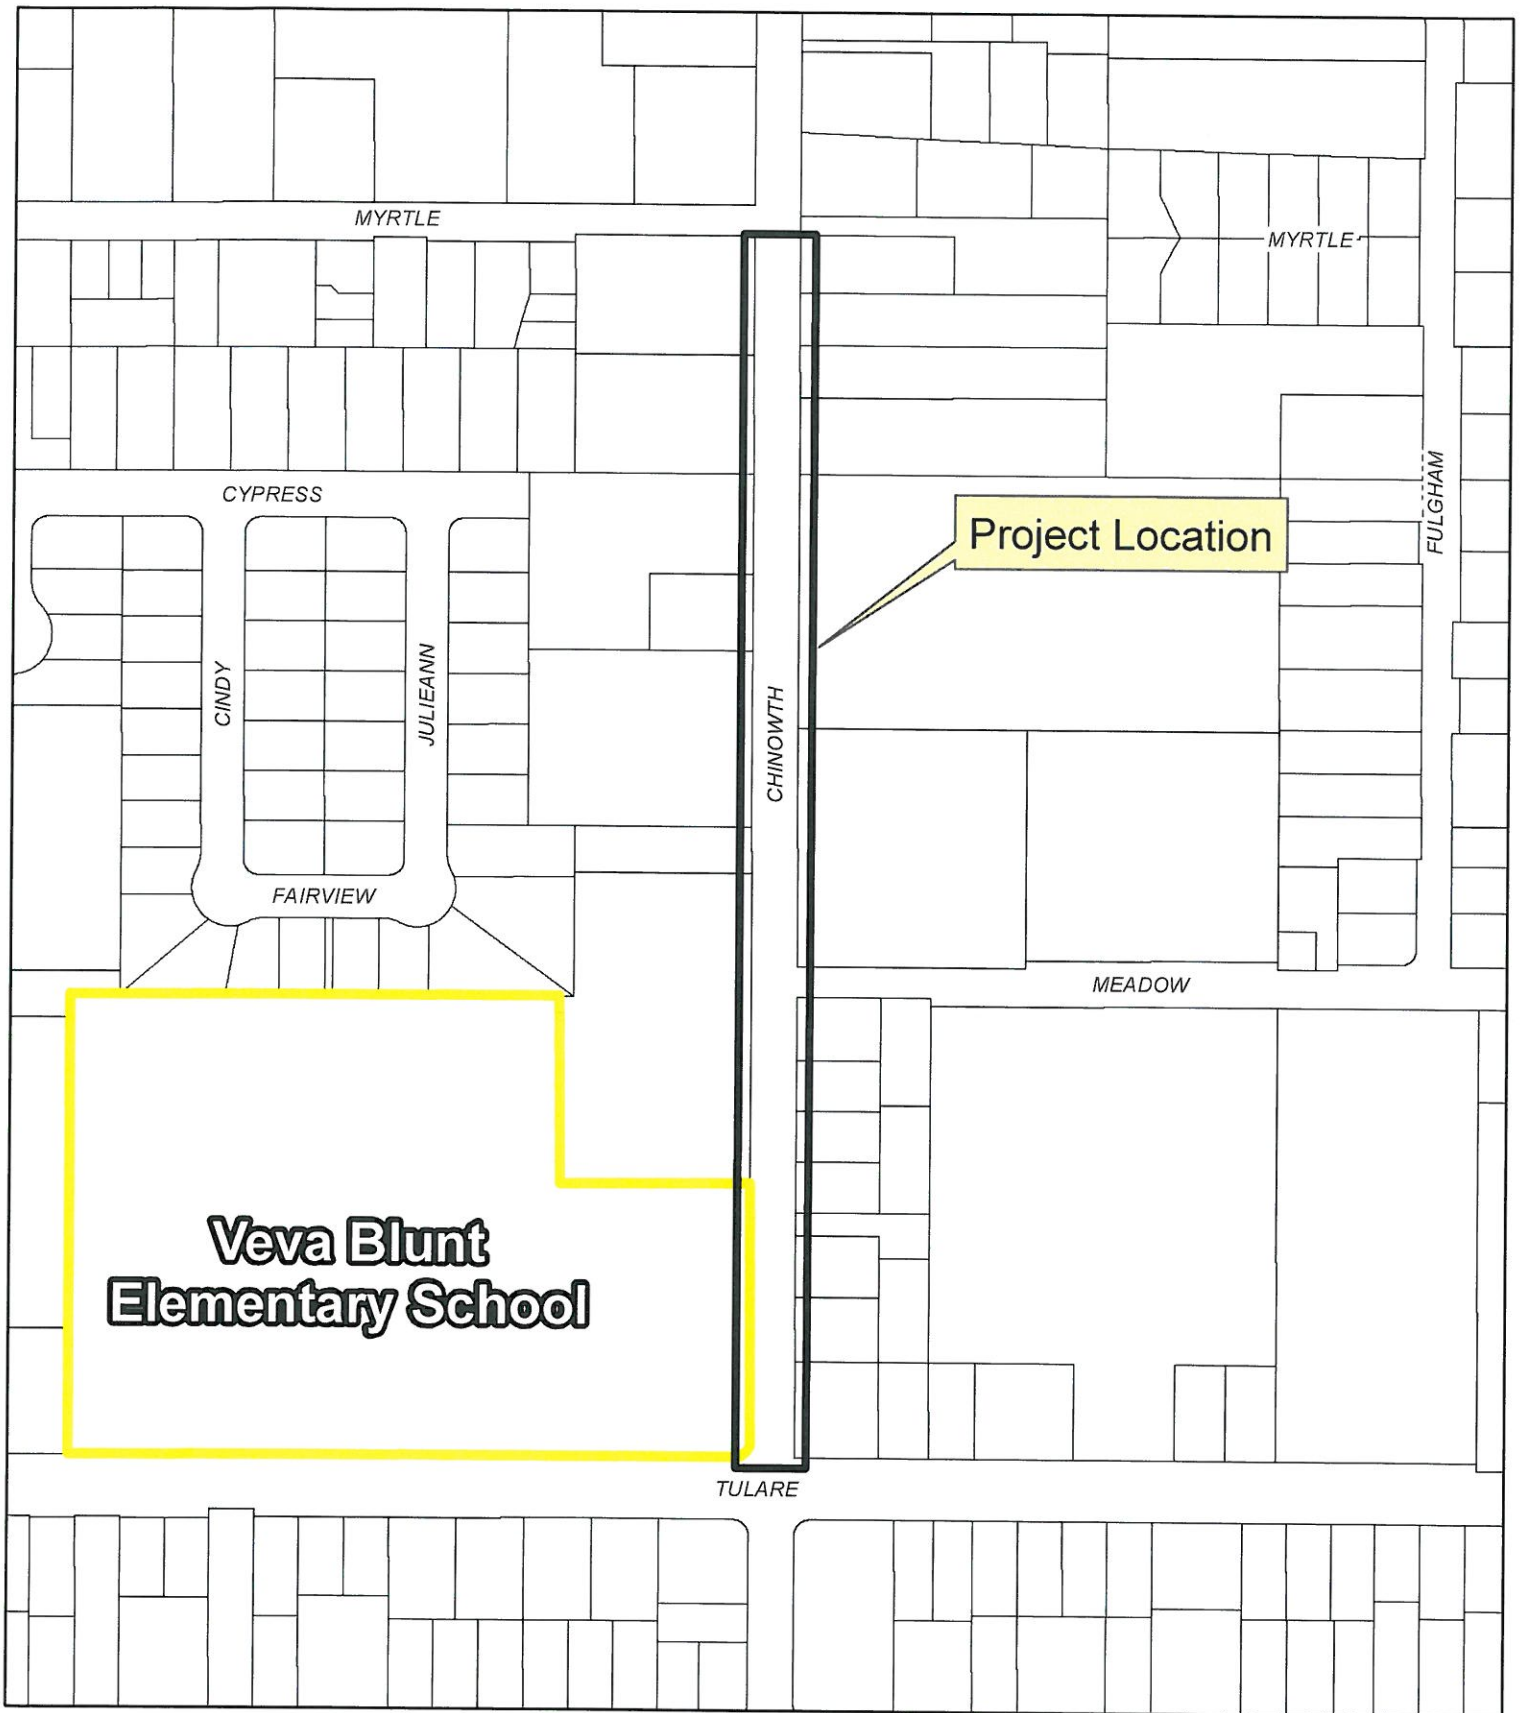 MYRTLE
MYRTLE
CYPRESS
FULGHAM
Project Location
CINDY
JULIEANN
CHINOWTH
FAIRVIEW
MEADOW
Veva Blunt
Elementary School
TULARE